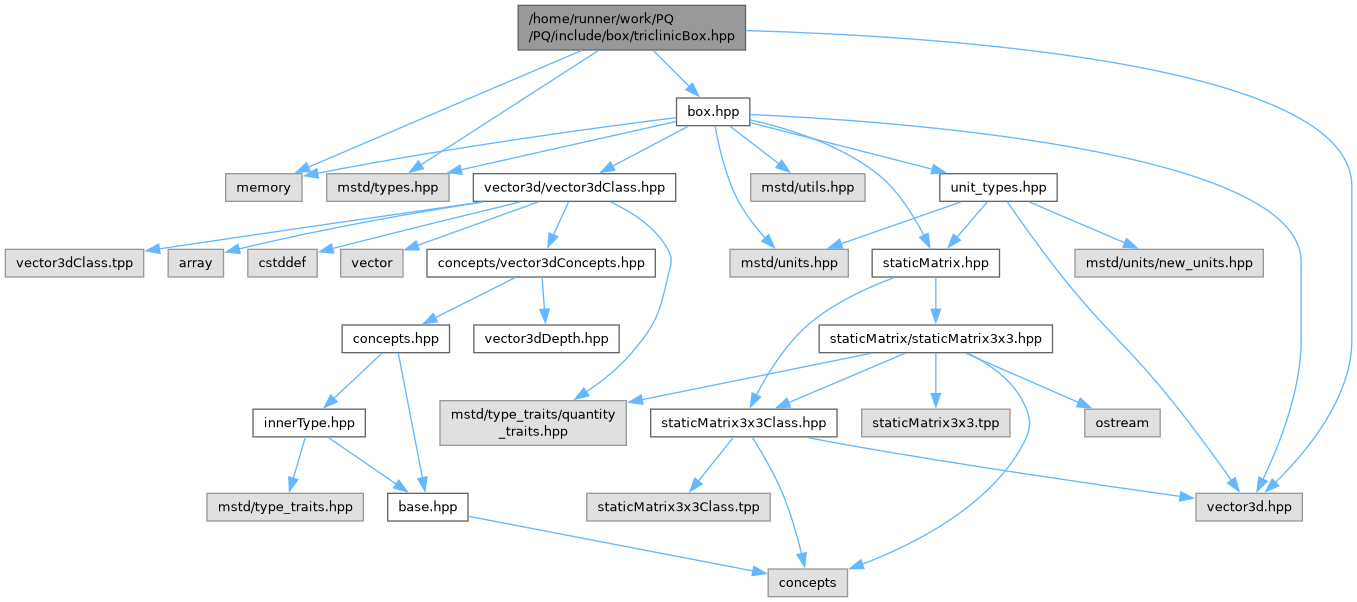 /home/runner/work/PQ
/PQ/include/box/triclinicBox.hpp
box.hpp
memory
mstd/types.hpp
vector3d/vector3dClass.hpp
mstd/utils.hpp
unit_types.hpp
vector3dClass.tpp
array
cstddef
vector
concepts/vector3dConcepts.hpp
mstd/units.hpp
staticMatrix.hpp
mstd/units/new_units.hpp
concepts.hpp
vector3dDepth.hpp
staticMatrix/staticMatrix3x3.hpp
innerType.hpp
mstd/type_traits/quantity
_traits.hpp
staticMatrix3x3Class.hpp
staticMatrix3x3.tpp
ostream
mstd/type_traits.hpp
base.hpp
staticMatrix3x3Class.tpp
vector3d.hpp
concepts